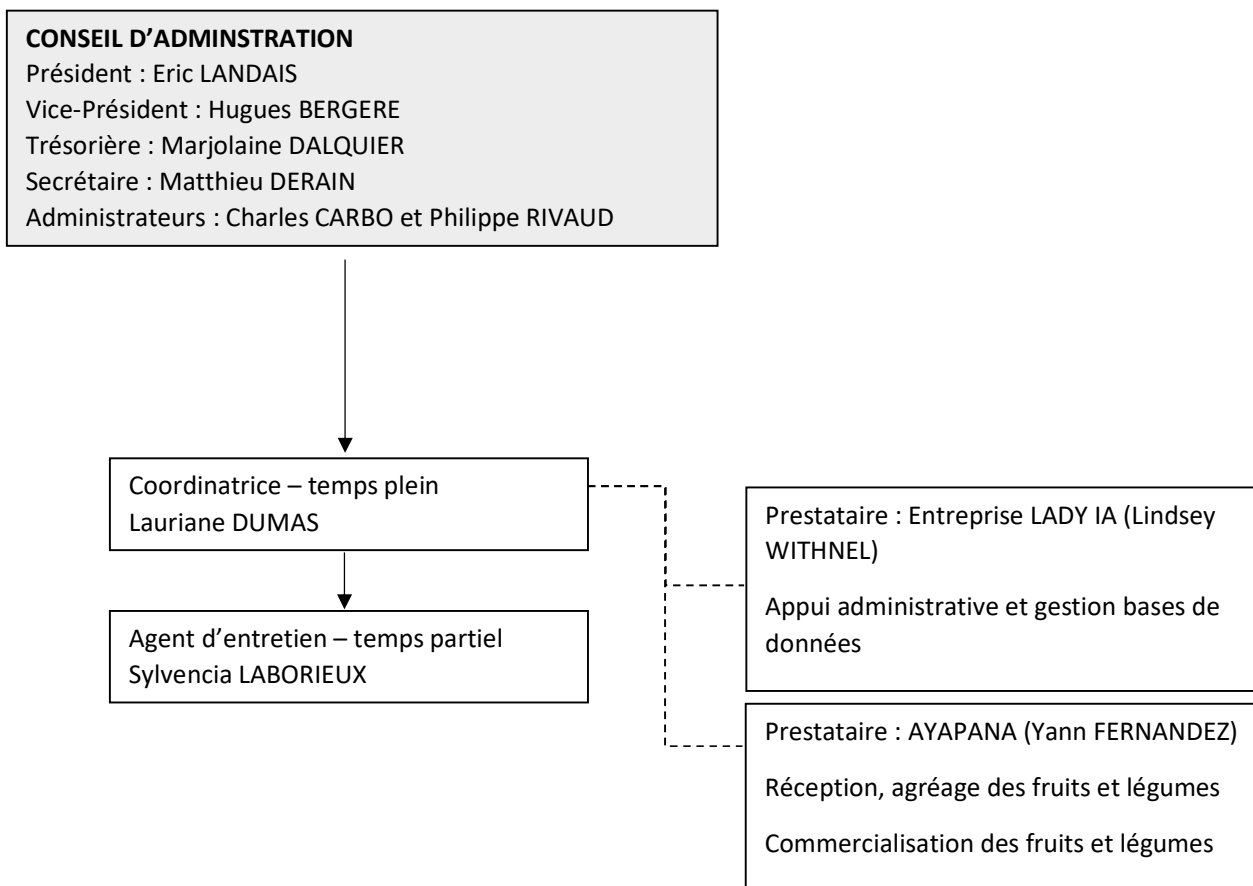 CONSEIL D’ADMINSTRATION
Président : Eric LANDAIS
Vice-Président : Hugues BERGERE
Trésorière : Marjolaine DALQUIER
Secrétaire : Matthieu DERAIN
Administrateurs : Charles CARBO et Philippe RIVAUD
Coordinatrice – temps plein
Lauriane DUMAS
Agent d’entretien – temps partiel
Sylvencia LABORIEUX
Prestataire : Entreprise LADY IA (Lindsey
WITHNEL)
Appui administrative et gestion bases de
données
Prestataire : AYAPANA (Yann FERNANDEZ)
Réception, agréage des fruits et légumes
Commercialisation des fruits et légumes